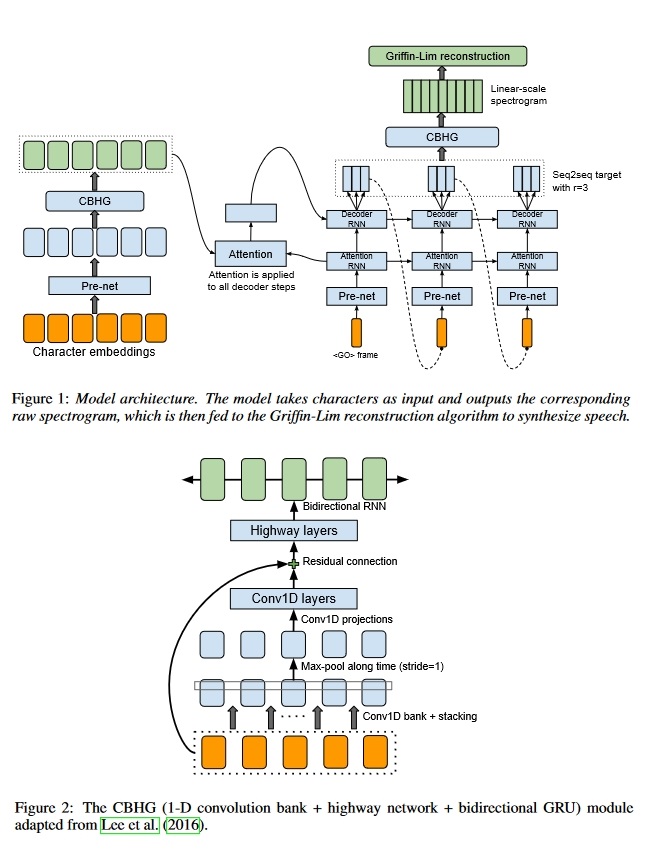 Griffin-Lim reconstruction
Linear-scale
spectrogram
CBHG
Seq2seq target
with r=3
CBHG
Decoder
RNN
Decoder
RNN
Decoder
RNN
Attention
Attention
RNN
Attention
RNN
Attention
RNN
Attention is applied
to all decoder steps
Pre-net
Pre-net
Pre-net
Pre-net
Character embeddings
<GO> frame
Figure 1: Model architecture. The model takes characters as input and outputs the corresponding
raw spectrogram, which is then fed to the Griffin-Lim reconstruction algorithm to synthesize speech.
Bidirectional RNN
Highway layers
Residual connection
Conv1D layers
Conv1D projections
Max-pool along time (stride=1)
Conv1D bank + stacking
Figure 2: The CBHG (1-D convolution bank + highway network + bidirectional GRU) module
adapted from Lee et al. (2016).